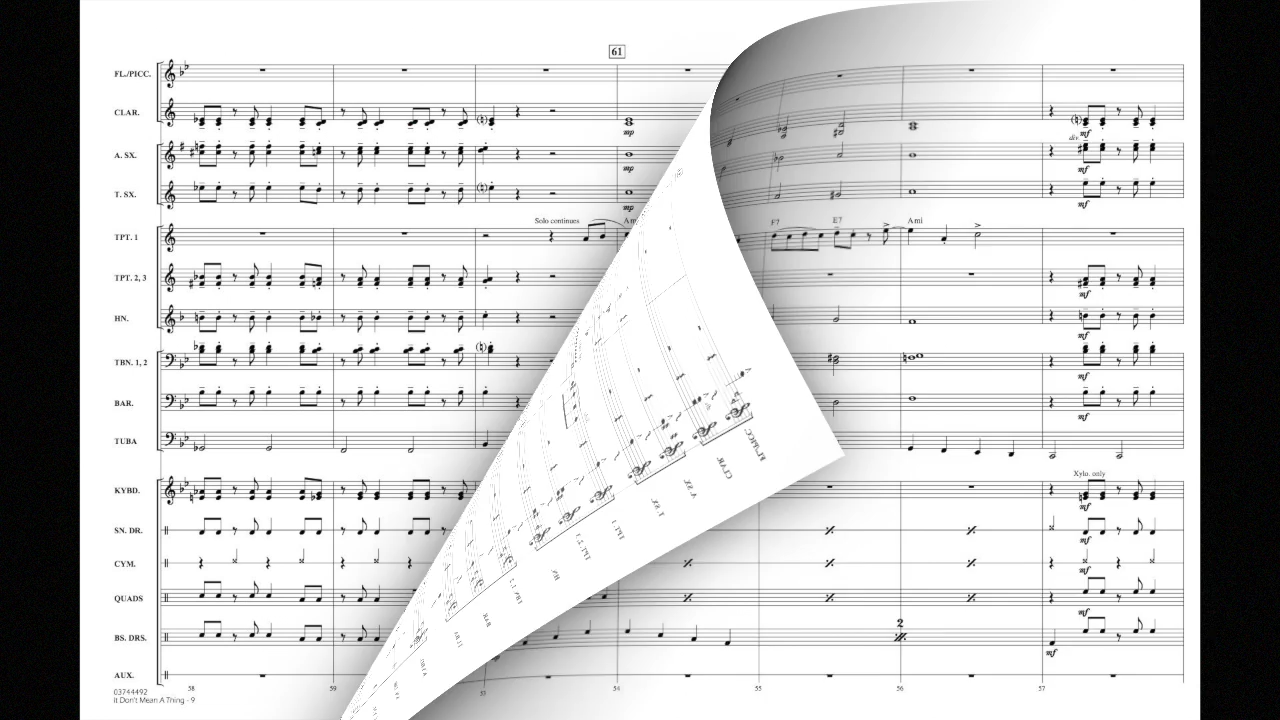 61
FL./PICC.
CLAR.
mp
div.
mf
A. SX.
mp
mf
T. SX.
mp
mf
Solo continues
F7 E7 Ami
TPT. 1
TPT. 2, 3
mf
HN.
mf
TBN. 1, 2
mf
BAR.
mf
TUBA
Xylo. only
KYBD.
mf
SN. DR.
mf
CYM.
mf
QUADS
mf
2
BS. DRS.
mf
AUX.
58 59 53 54 55 56 57
03744492
It Don't Mean A Thing - 9